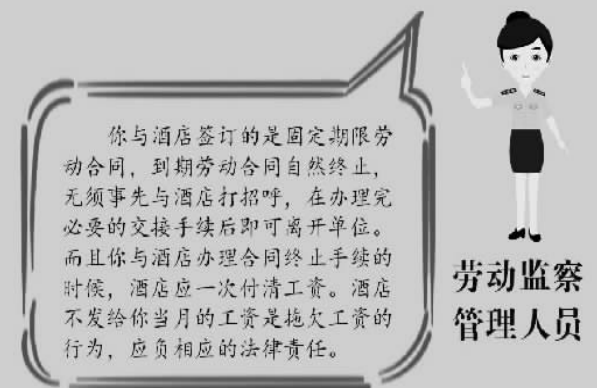 你与酒店签订的是固定期限劳
动合同，到期劳动合同自然终止，
无须事先与酒店打招呼，在办理完
必要的交接手续后即可离开单位。
而且你与酒店办理合同终止手续的
时候，酒店应一次付清工资。酒店
不发给你当月的工资是拖欠工资的
行为，应负相应的法律责任。
劳动监察
管理人员